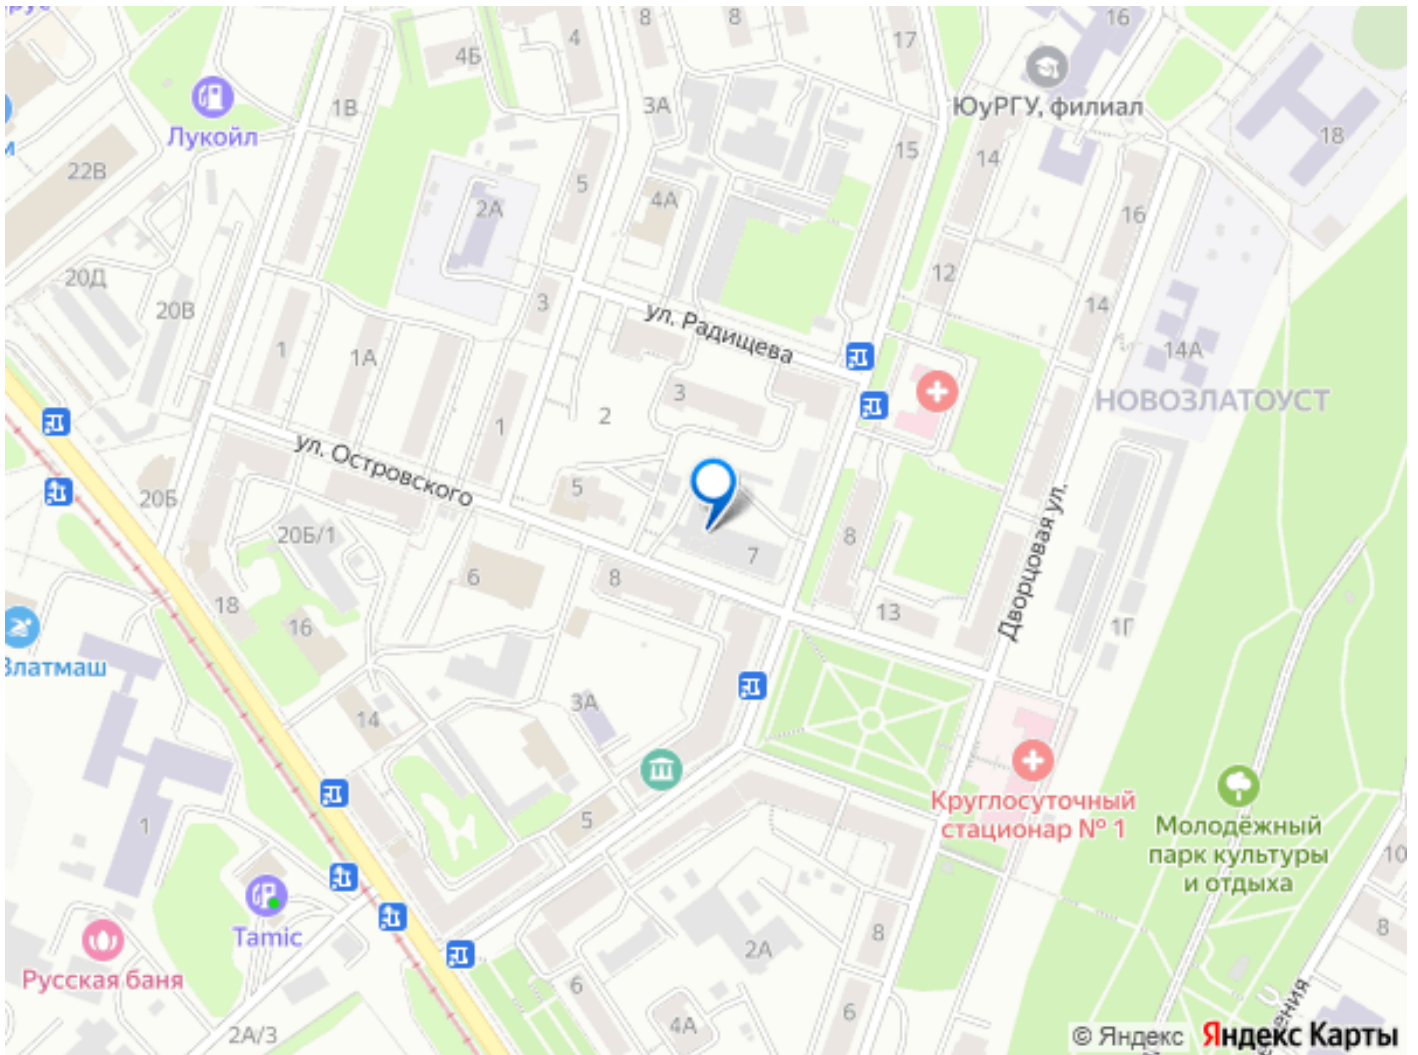 8
8
16
4
4Б
17
ЮуРГУ, филиал
1В
3А
Лукойл
18
15
14
22В
5
4А
2А
16
20Д
12
3
14
20В
ул. Радищева
1
1А
14А
3
НОВОЗЛАТОУСТ
2
1
ул. Островского
5
20Б
Дворцовая ул.
20Б/1
8
7
6
8
18
13
16
1Г
Златмаш
3А
14
Круглосуточный
стационар № 1
5
1
Молодёжный
парк культуры
и отдыха
10
Tamic
8
8
2А
Русская баня
6
6
4А
2А/3
© Яндекс
Яндекс Карты